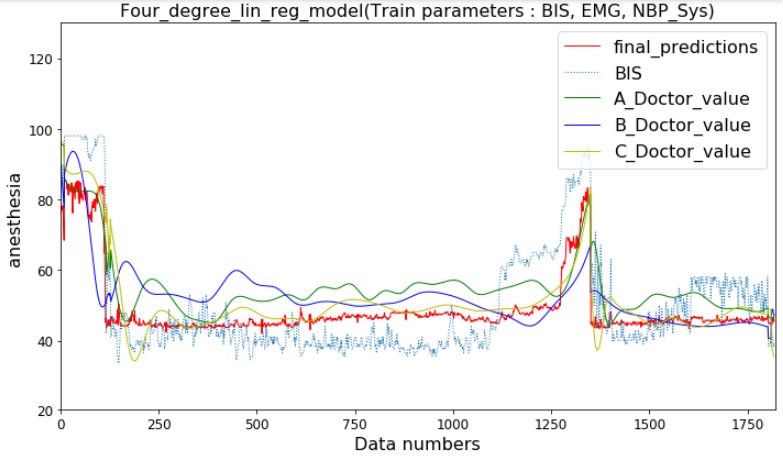 Four_degree_lin_reg_model(Train parameters : BIS, EMG, NBP_Sys)
final_predictions
BIS
A_Doctor_value
B_Doctor_value
C_Doctor_value
anesthesia
120
100
80
60
40
20
0 250 500 750 1000 1250 1500 1750
Data numbers